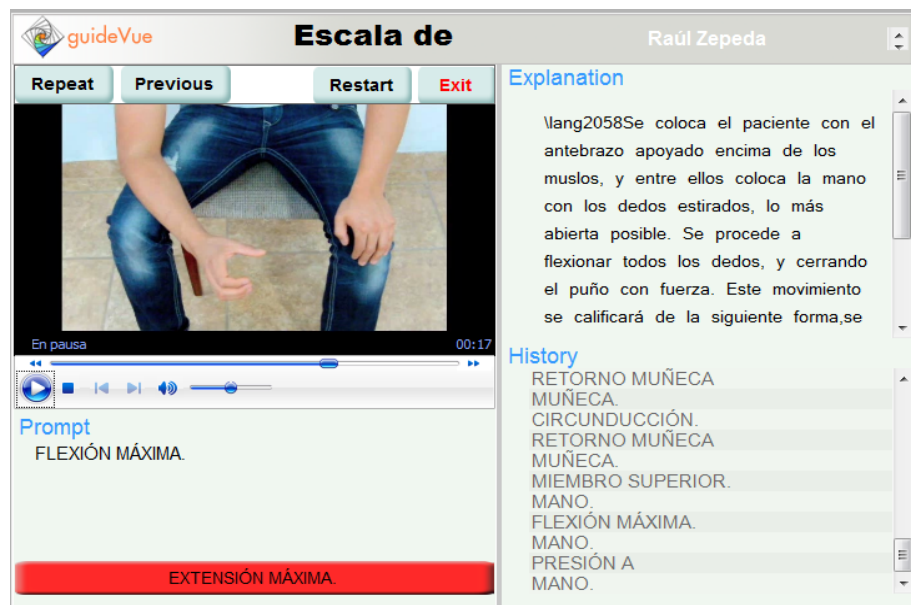 guideVue
Escala de
Raúl Zepeda
Repeat
Previous
Restart
Exit
En pausa
00:17
Prompt
FLEXIÓN MÁXIMA.
EXTENSIÓN MÁXIMA.
Explanation
\lang2058Se coloca el paciente con el
antebrazo apoyado encima de los
muslos, y entre ellos coloca la mano
con los dedos estirados, lo más
abierta posible. Se procede a
flexionar todos los dedos, y cerrando
el puño con fuerza. Este movimiento
se calificará de la siguiente forma,se
History
RETORNO MUÑECA
MUÑECA.
CIRCUNDUCCIÓN.
RETORNO MUÑECA
MUÑECA.
MIEMBRO SUPERIOR.
MANO.
FLEXIÓN MÁXIMA.
MANO.
PRESIÓN A
MANO.